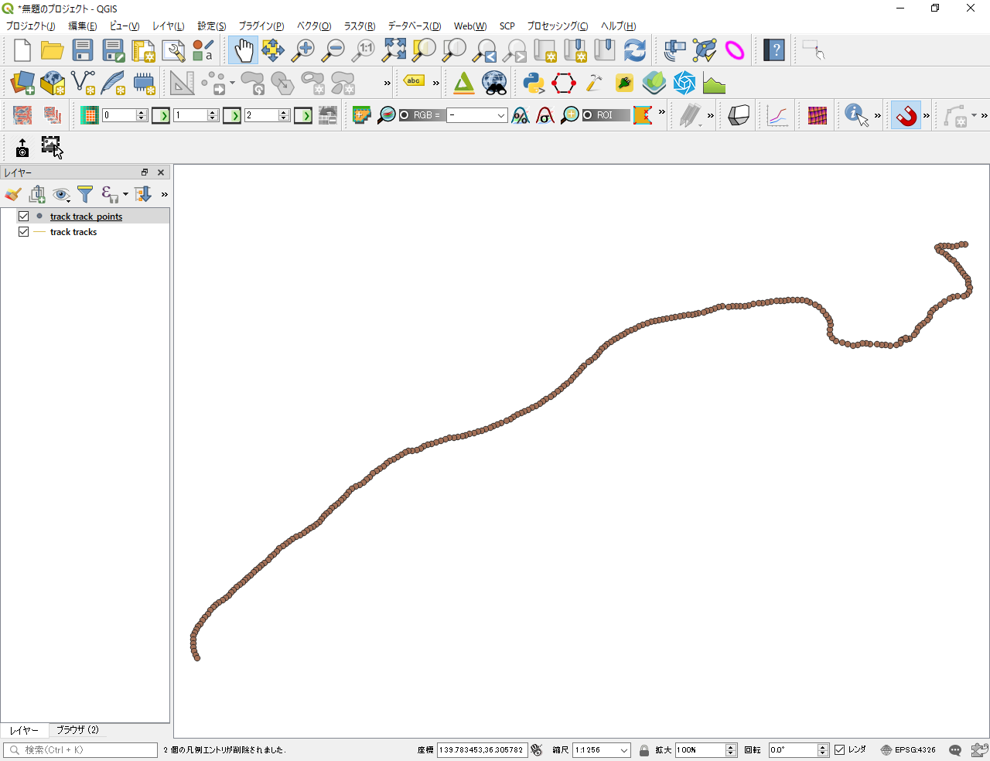 *無題のプロジェクト - QGIS
プロジェクト(J) 編集(E) ビュー(V) レイヤ(L) 設定(S) プラグイン(P) ベクタ(O) ラスタ(R) データベース(D) Web(W) SCP プロセッシング(C) ヘルプ(H)
1:1
abc »
0 1 2 RGB = - ROI
レイヤー
track track_points
track tracks
レイヤー ブラウザ (2)
検索(Ctrl + K) 2 個の凡例エントリが削除されました. 座標 139.783453,36.305782 縮尺 1:1256 拡大 100% 回転 0.0° レンダ EPSG:4326